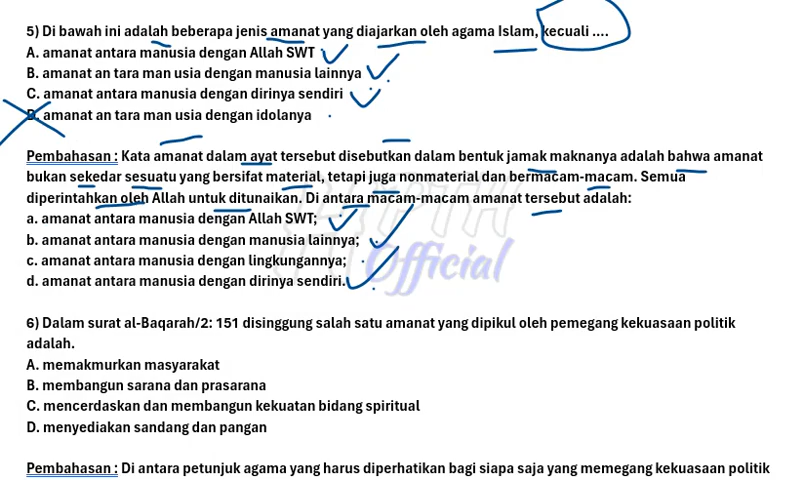 5) Di bawah ini adalah beberapa jenis amanat yang diajarkan oleh agama Islam, kecuali ....
A. amanat antara manusia dengan Allah SWT
B. amanat an tara man usia dengan manusia lainnya
C. amanat antara manusia dengan dirinya sendiri
D. amanat an tara man usia dengan idolanya
Pembahasan : Kata amanat dalam ayat tersebut disebutkan dalam bentuk jamak maknanya adalah bahwa amanat
bukan sekedar sesuatu yang bersifat material, tetapi juga nonmaterial dan bermacam-macam. Semua
diperintahkan oleh Allah untuk ditunaikan. Di antara macam-macam amanat tersebut adalah:
a. amanat antara manusia dengan Allah SWT;
b. amanat antara manusia dengan manusia lainnya;
c. amanat antara manusia dengan lingkungannya;
d. amanat antara manusia dengan dirinya sendiri.
Official
6) Dalam surat al-Baqarah/2: 151 disinggung salah satu amanat yang dipikul oleh pemegang kekuasaan politik
adalah.
A. memakmurkan masyarakat
B. membangun sarana dan prasarana
C. mencerdaskan dan membangun kekuatan bidang spiritual
D. menyediakan sandang dan pangan
Pembahasan : Di antara petunjuk agama yang harus diperhatikan bagi siapa saja yang memegang kekuasaan politik